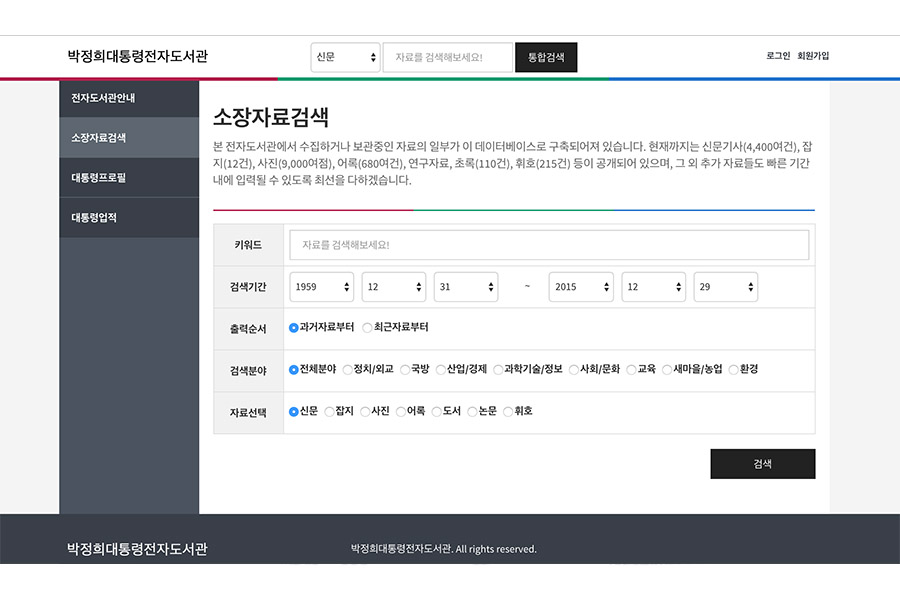 박정희대통령전자도서관
신문
자료를 검색해보세요!
통합검색
로그인 회원가입
전자도서관안내
소장자료검색
대통령프로필
대통령업적
소장자료검색
본 전자도서관에서 수집하거나 보관중인 자료의 일부가 이 데이터베이스로 구축되어져 있습니다. 현재까지는 신문기사(4,400여건), 잡
지(12건), 사진(9,000여점), 어록(680여건), 연구자료, 초록(110건), 휘호(215건) 등이 공개되어 있으며, 그 외 추가 자료들도 빠른 기간
내에 입력될 수 있도록 최선을 다하겠습니다.
키워드 자료를 검색해보세요!
검색기간 1959 12 31 ~ 2015 12 29
출력순서 과거자료부터 최근자료부터
검색분야 전체분야 정치/외교 국방 산업/경제 과학기술/정보 사회/문화 교육 새마을/농업 환경
자료선택 신문 잡지 사진 어록 도서 논문 휘호
검색
박정희대통령전자도서관
박정희대통령전자도서관. All rights reserved.